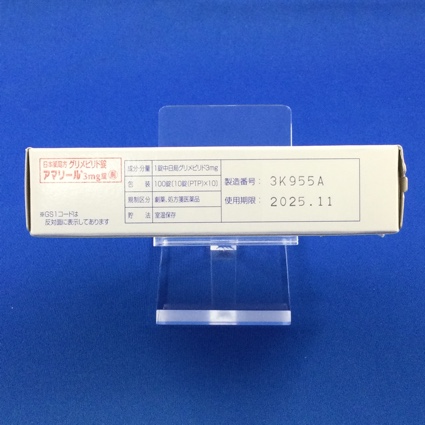 日本薬局方 グリメピリド錠
アマリール®3mg錠
※GS1コードは
反対面に表示してあります
成分・分量 1錠中日局グリメピリド3mg
包装 100錠[10錠(PTP)×10]
規制区分 劇薬、処方箋医薬品
貯法 室温保存
製造番号: 3K955A
使用期限: 2025.11